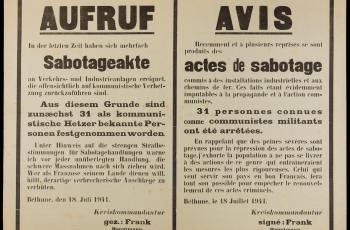 AUFRUF
In der letzten Zeit haben sich mehrfach
Sabotageakte
an Verkehrs- und Industrieanlagen ereignet,
die offensichtlich auf kommunistische Verhet-
zung zurückzuführen sind.
Aus diesem Grunde sind
zunæchst 31 als kommuni-
stische Hetzer bekannte Per-
sonen festgenommen worden.
Unter Hinweis auf die strengen Strafbe-
stimmungen für Sabotagehandlungen warne
ich vor jeder unüberlegten Handlung, die
schwere Massnahmen nach sich ziehen wird.
Wer als Franzose seinem Lande dienen will,
hilft, derartige verbrecherische Anschläge zu
verhüten.
Bethune, den 18. Juli 1941.
Kreiskommandantur
gez.: Frank
AVIS
Récemment et à plusieurs reprises se sont
produits des
actes de sabotage
commis à des installations industrielles et aux
chemins de fer. Ces faits étant évidemment
imputables à la propagande et à l'action com-
munistes.
31 personnes connues
comme communistes militants
ont été arrêtées.
En rappelant que des peines sévères sont
prévues pour la répression des actes de sabo-
tage, j'exhorte la population à ne pas se livrer
à des actions de ce genre qui entraineraient
les mesures les plus rigoureuses. Celui qui
veut servir son pays en bon Français, fera
tout son possible pour empêcher le renouvelle-
ment de ces actes criminels.
Béthune, le 18 Juillet 1941.
Kreiskommandantur
signé: Frank